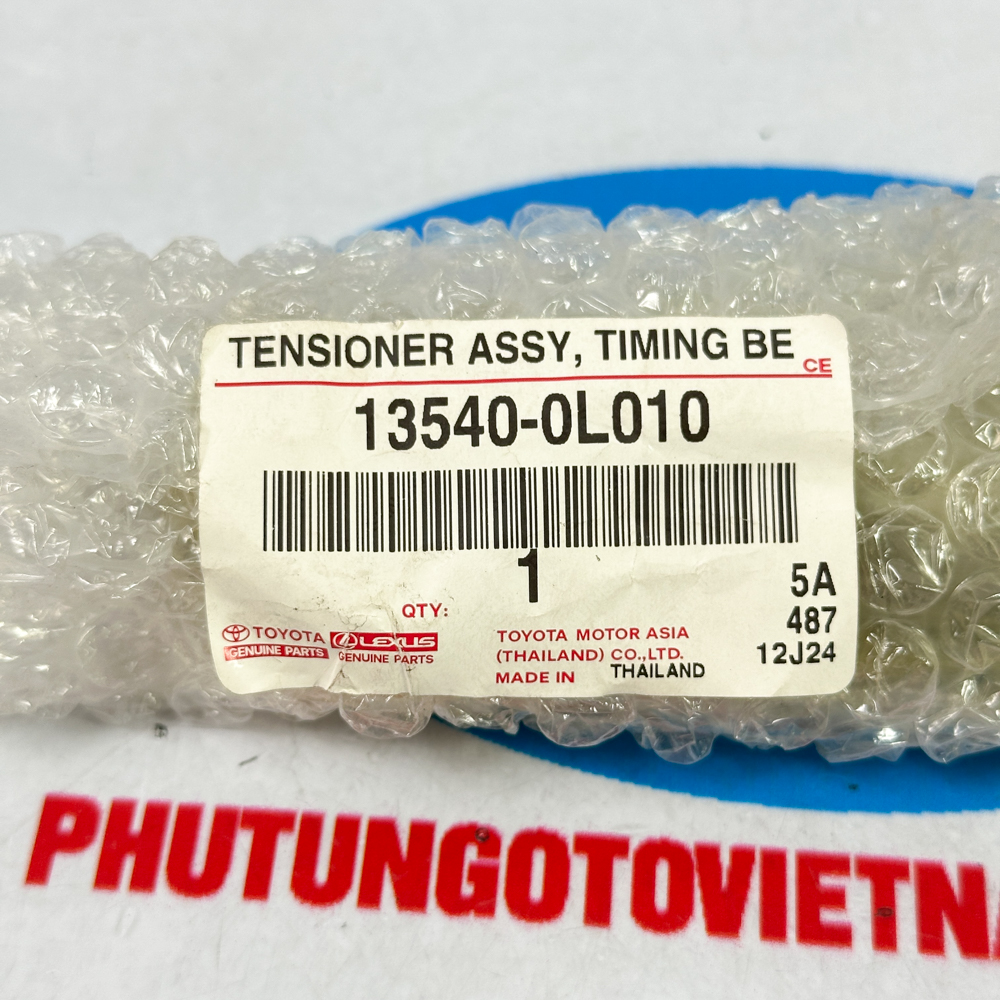 TENSIONER ASSY, TIMING BE
CE
13540-0L010
1
QTY:
5A
487
12J24
TOYOTA
GENUINE PARTS
LEXUS
GENUINE PARTS
TOYOTA MOTOR ASIA
(THAILAND) CO.,LTD.
MADE IN THAILAND
PHUTUNGOTOVIETNA